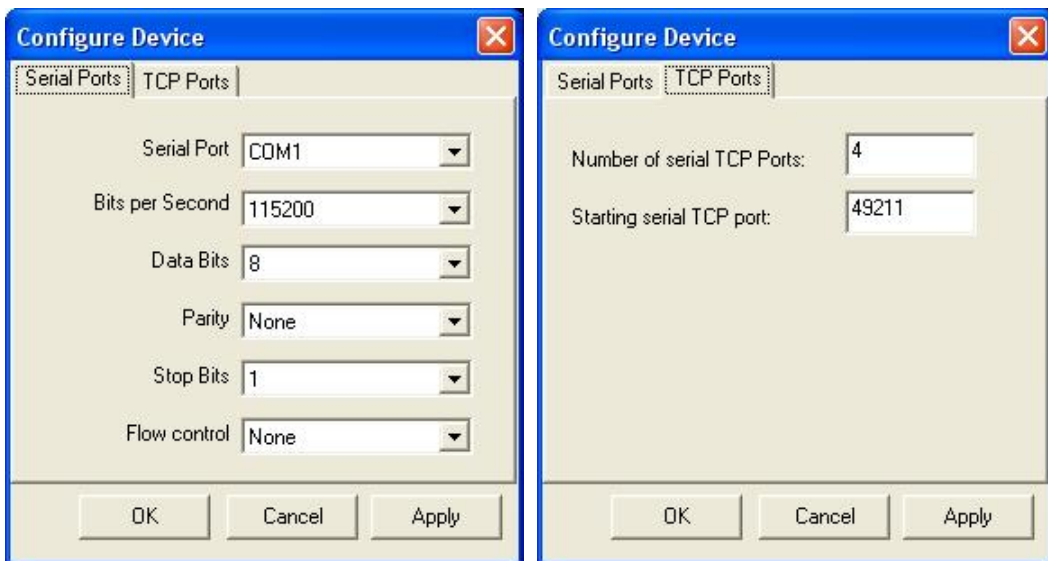 Configure Device
Serial Ports TCP Ports
Serial Port COM1
Bits per Second 115200
Data Bits 8
Parity None
Stop Bits 1
Flow control None
OK Cancel Apply
Configure Device
Serial Ports TCP Ports
Number of serial TCP Ports: 4
Starting serial TCP port: 49211
OK Cancel Apply